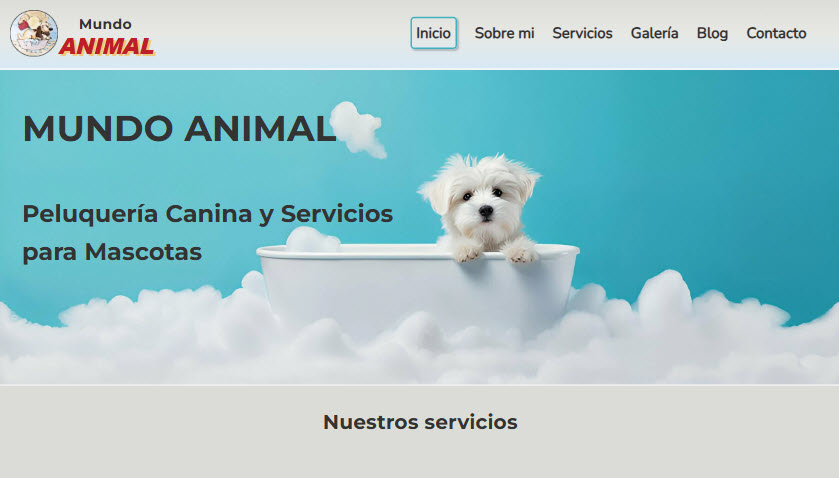 Mundo
ANIMAL
Inicio Sobre mi Servicios Galería Blog Contacto
MUNDO ANIMAL
Peluquería Canina y Servicios
para Mascotas
Nuestros servicios